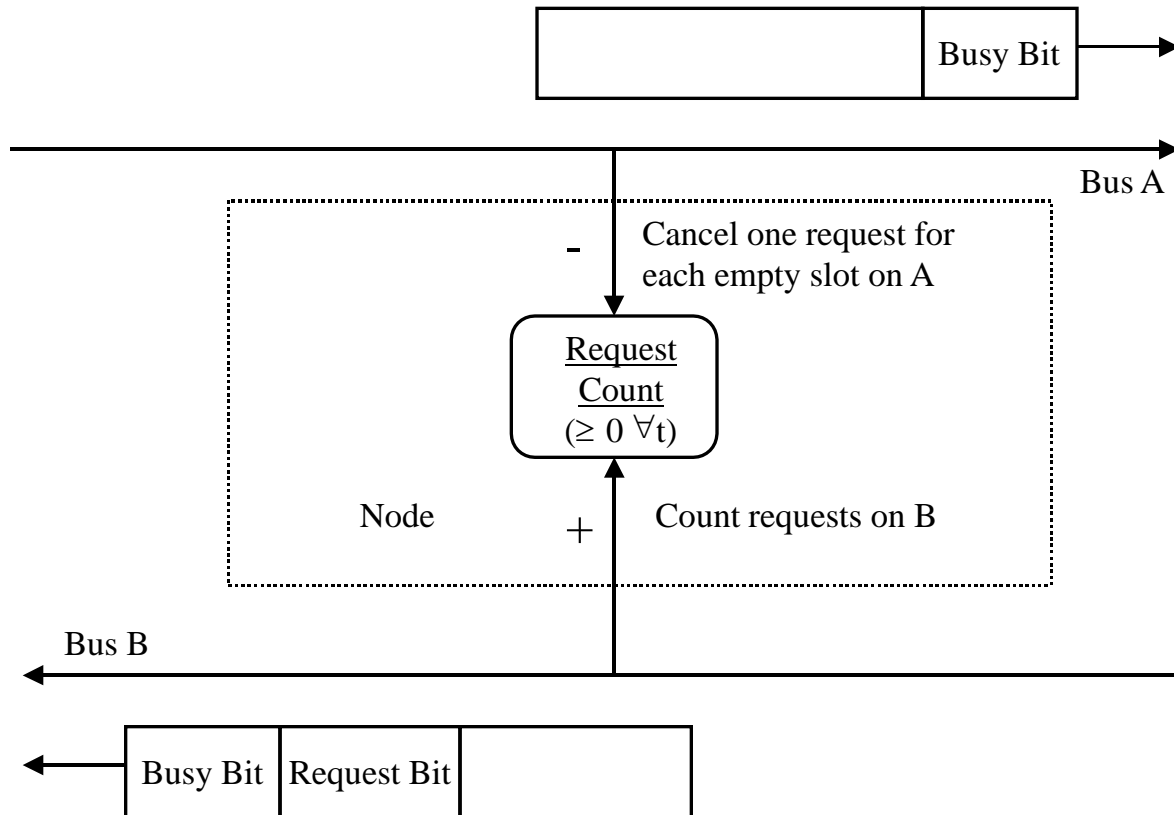 Busy Bit
Bus A
-
Cancel one request for
each empty slot on A
Request
Count
(≥ 0 ∀t)
Node
+
Count requests on B
Bus B
Busy Bit
Request Bit